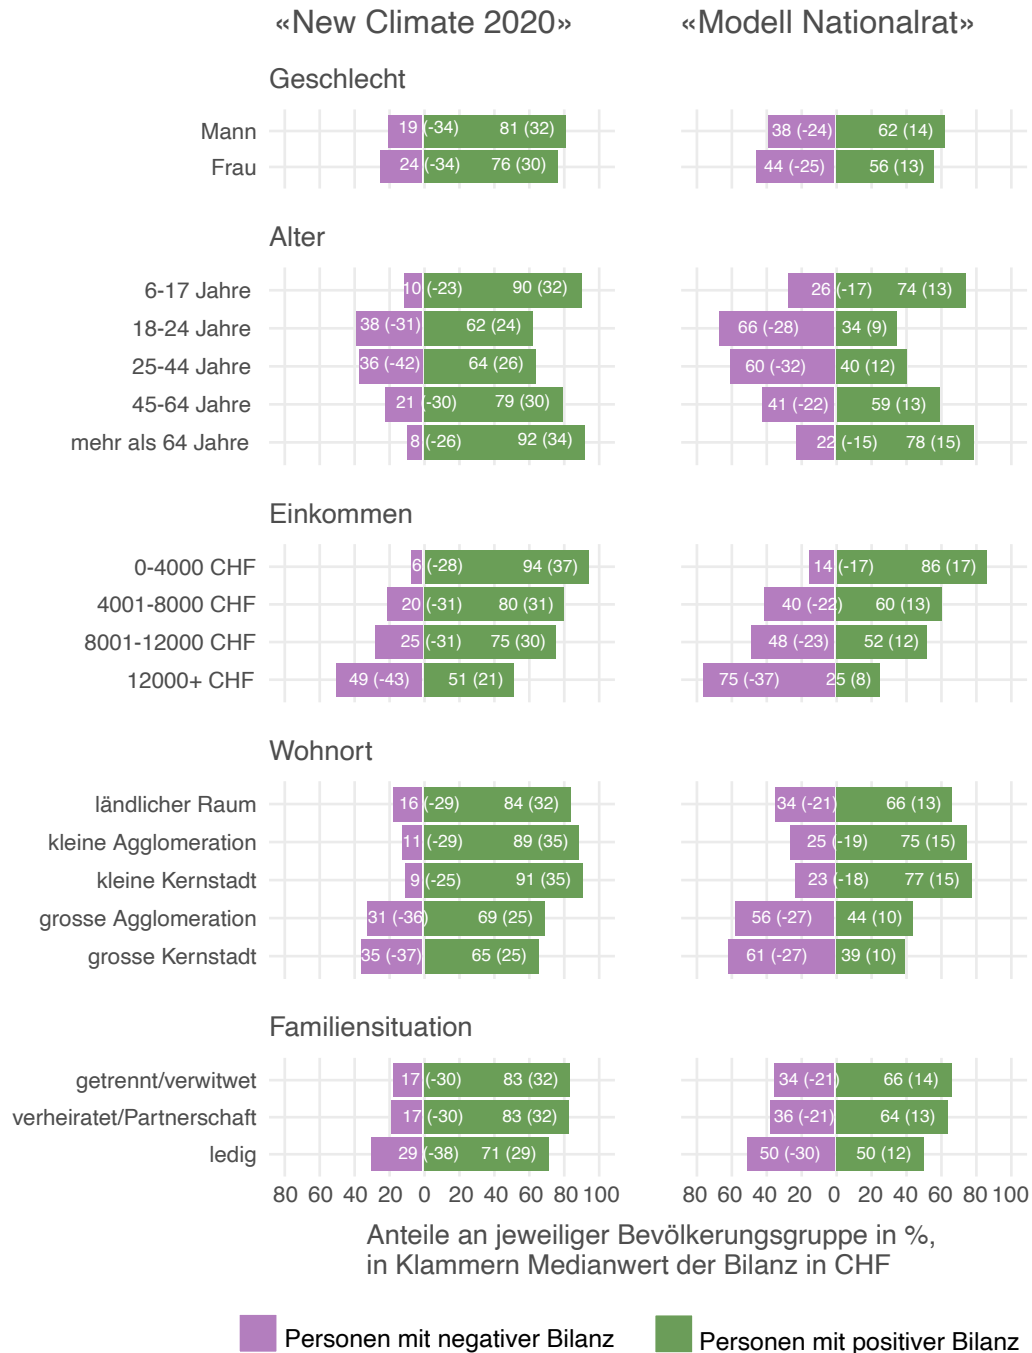 «New Climate 2020» «Modell Nationalrat»
Geschlecht
Mann 19 (-34) 81 (32) 38 (-24) 62 (14)
Frau 24 (-34) 76 (30) 44 (-25) 56 (13)
Alter
6-17 Jahre 10 (-23) 90 (32) 26 (-17) 74 (13)
18-24 Jahre 38 (-31) 62 (24) 66 (-28) 34 (9)
25-44 Jahre 36 (-42) 64 (26) 60 (-32) 40 (12)
45-64 Jahre 21 (-30) 79 (30) 41 (-22) 59 (13)
mehr als 64 Jahre 8 (-26) 92 (34) 22 (-15) 78 (15)
Einkommen
0-4000 CHF 6 (-28) 94 (37) 14 (-17) 86 (17)
4001-8000 CHF 20 (-31) 80 (31) 40 (-22) 60 (13)
8001-12000 CHF 25 (-31) 75 (30) 48 (-23) 52 (12)
12000+ CHF 49 (-43) 51 (21) 75 (-37) 25 (8)
Wohnort
ländlicher Raum 16 (-29) 84 (32) 34 (-21) 66 (13)
kleine Agglomeration 11 (-29) 89 (35) 25 (-19) 75 (15)
kleine Kernstadt 9 (-25) 91 (35) 23 (-18) 77 (15)
grosse Agglomeration 31 (-36) 69 (25) 56 (-27) 44 (10)
grosse Kernstadt 35 (-37) 65 (25) 61 (-27) 39 (10)
Familiensituation
getrennt/verwitwet 17 (-30) 83 (32) 34 (-21) 66 (14)
verheiratet/Partnerschaft 17 (-30) 83 (32) 36 (-21) 64 (13)
ledig 29 (-38) 71 (29) 50 (-30) 50 (12)
80 60 40 20 0 20 40 60 80 100 80 60 40 20 0 20 40 60 80 100
Anteile an jeweiliger Bevölkerungsgruppe in %,
in Klammern Medianwert der Bilanz in CHF
Personen mit negativer Bilanz Personen mit positiver Bilanz